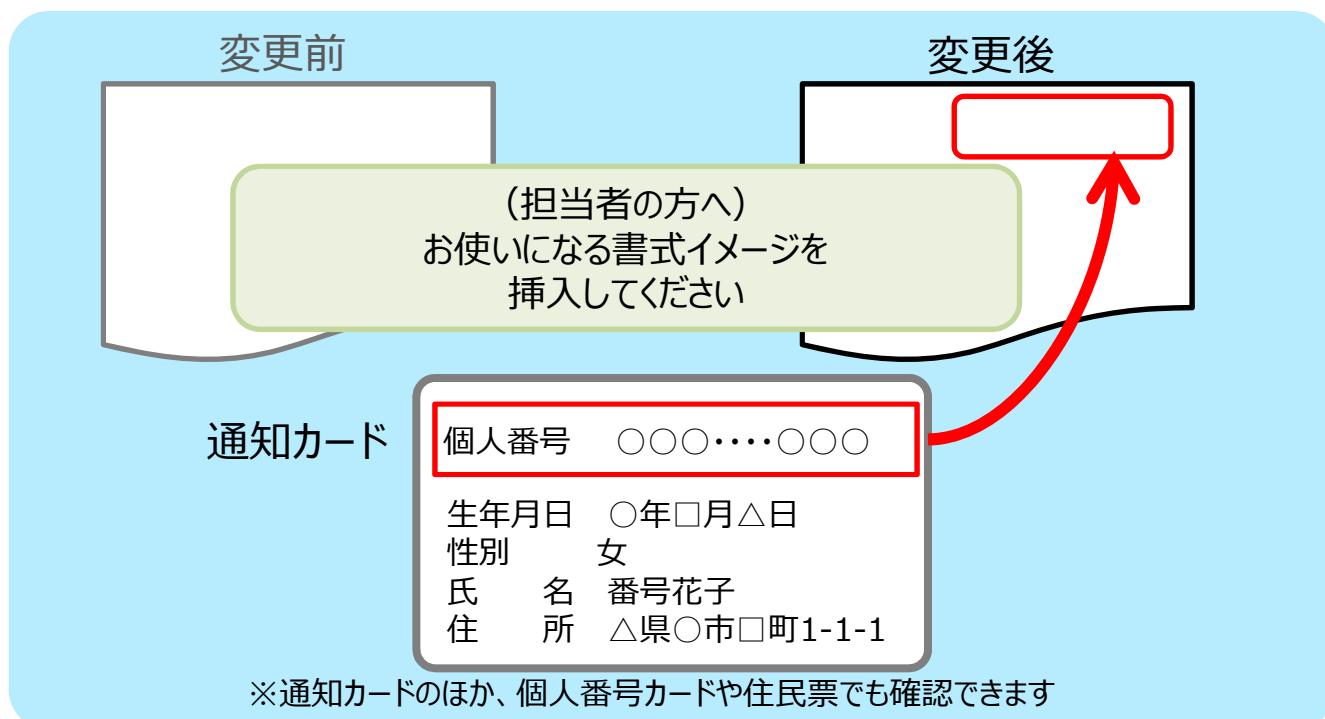 変更前
変更後
（担当者の方へ）
お使いになる書式イメージを
挿入してください
通知カード
個人番号　○○○・・・・○○○
生年月日　○年□月△日
性別　　女
氏　　名　番号花子
住　　所　△県○市□町1-1-1
※通知カードのほか、個人番号カードや住民票でも確認できます